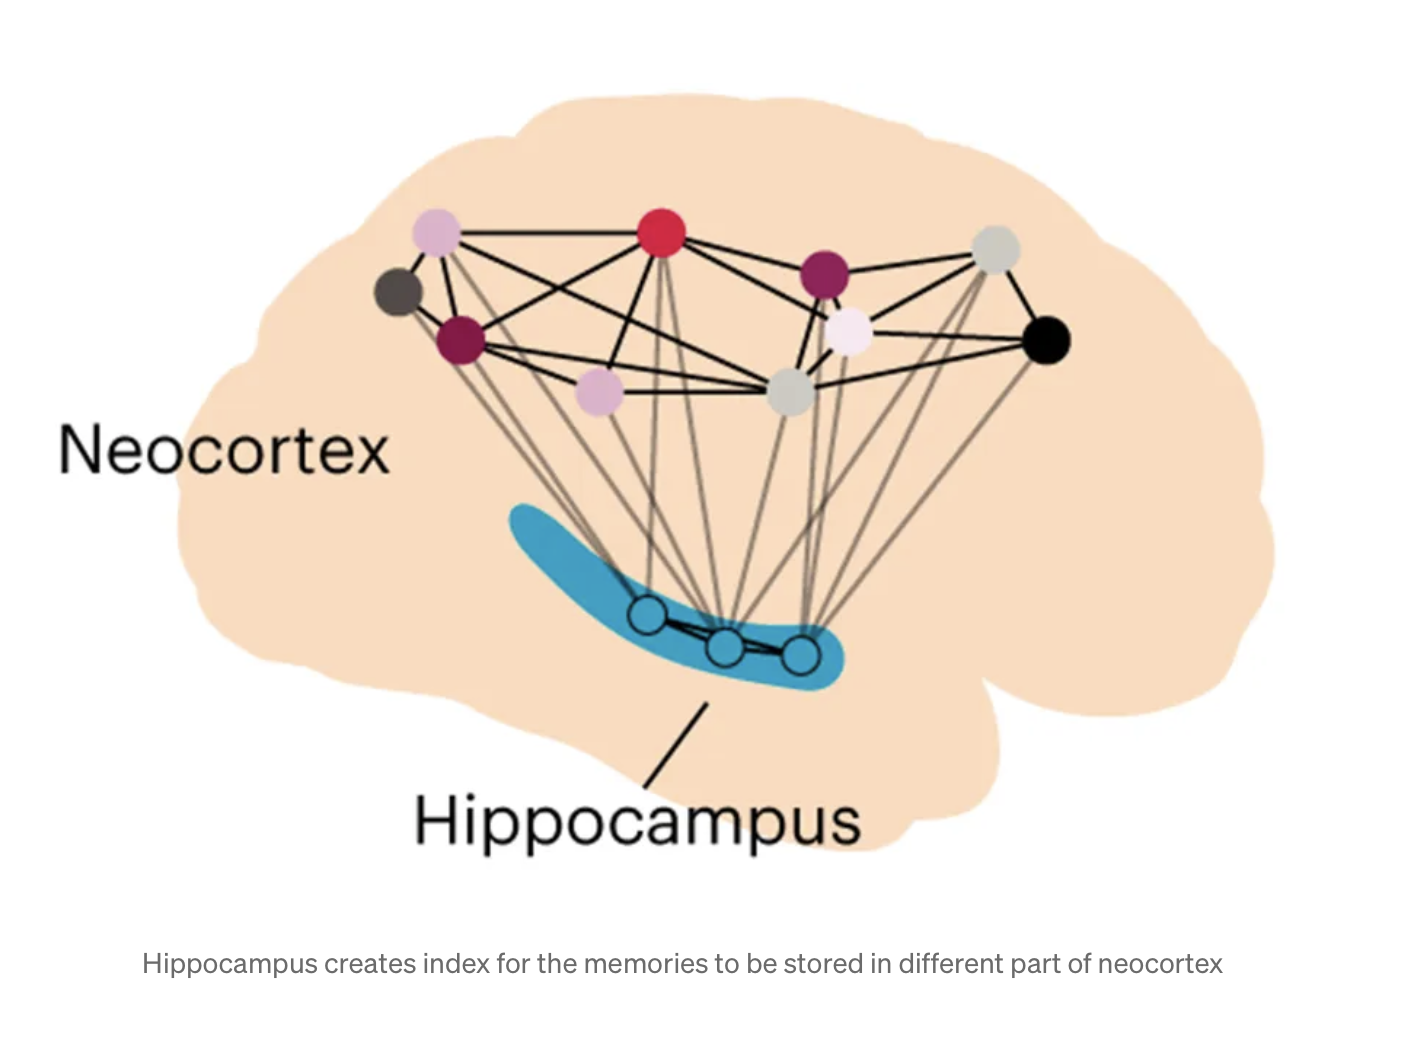 Neocortex
Hippocampus
Hippocampus creates index for the memories to be stored in different part of neocortex